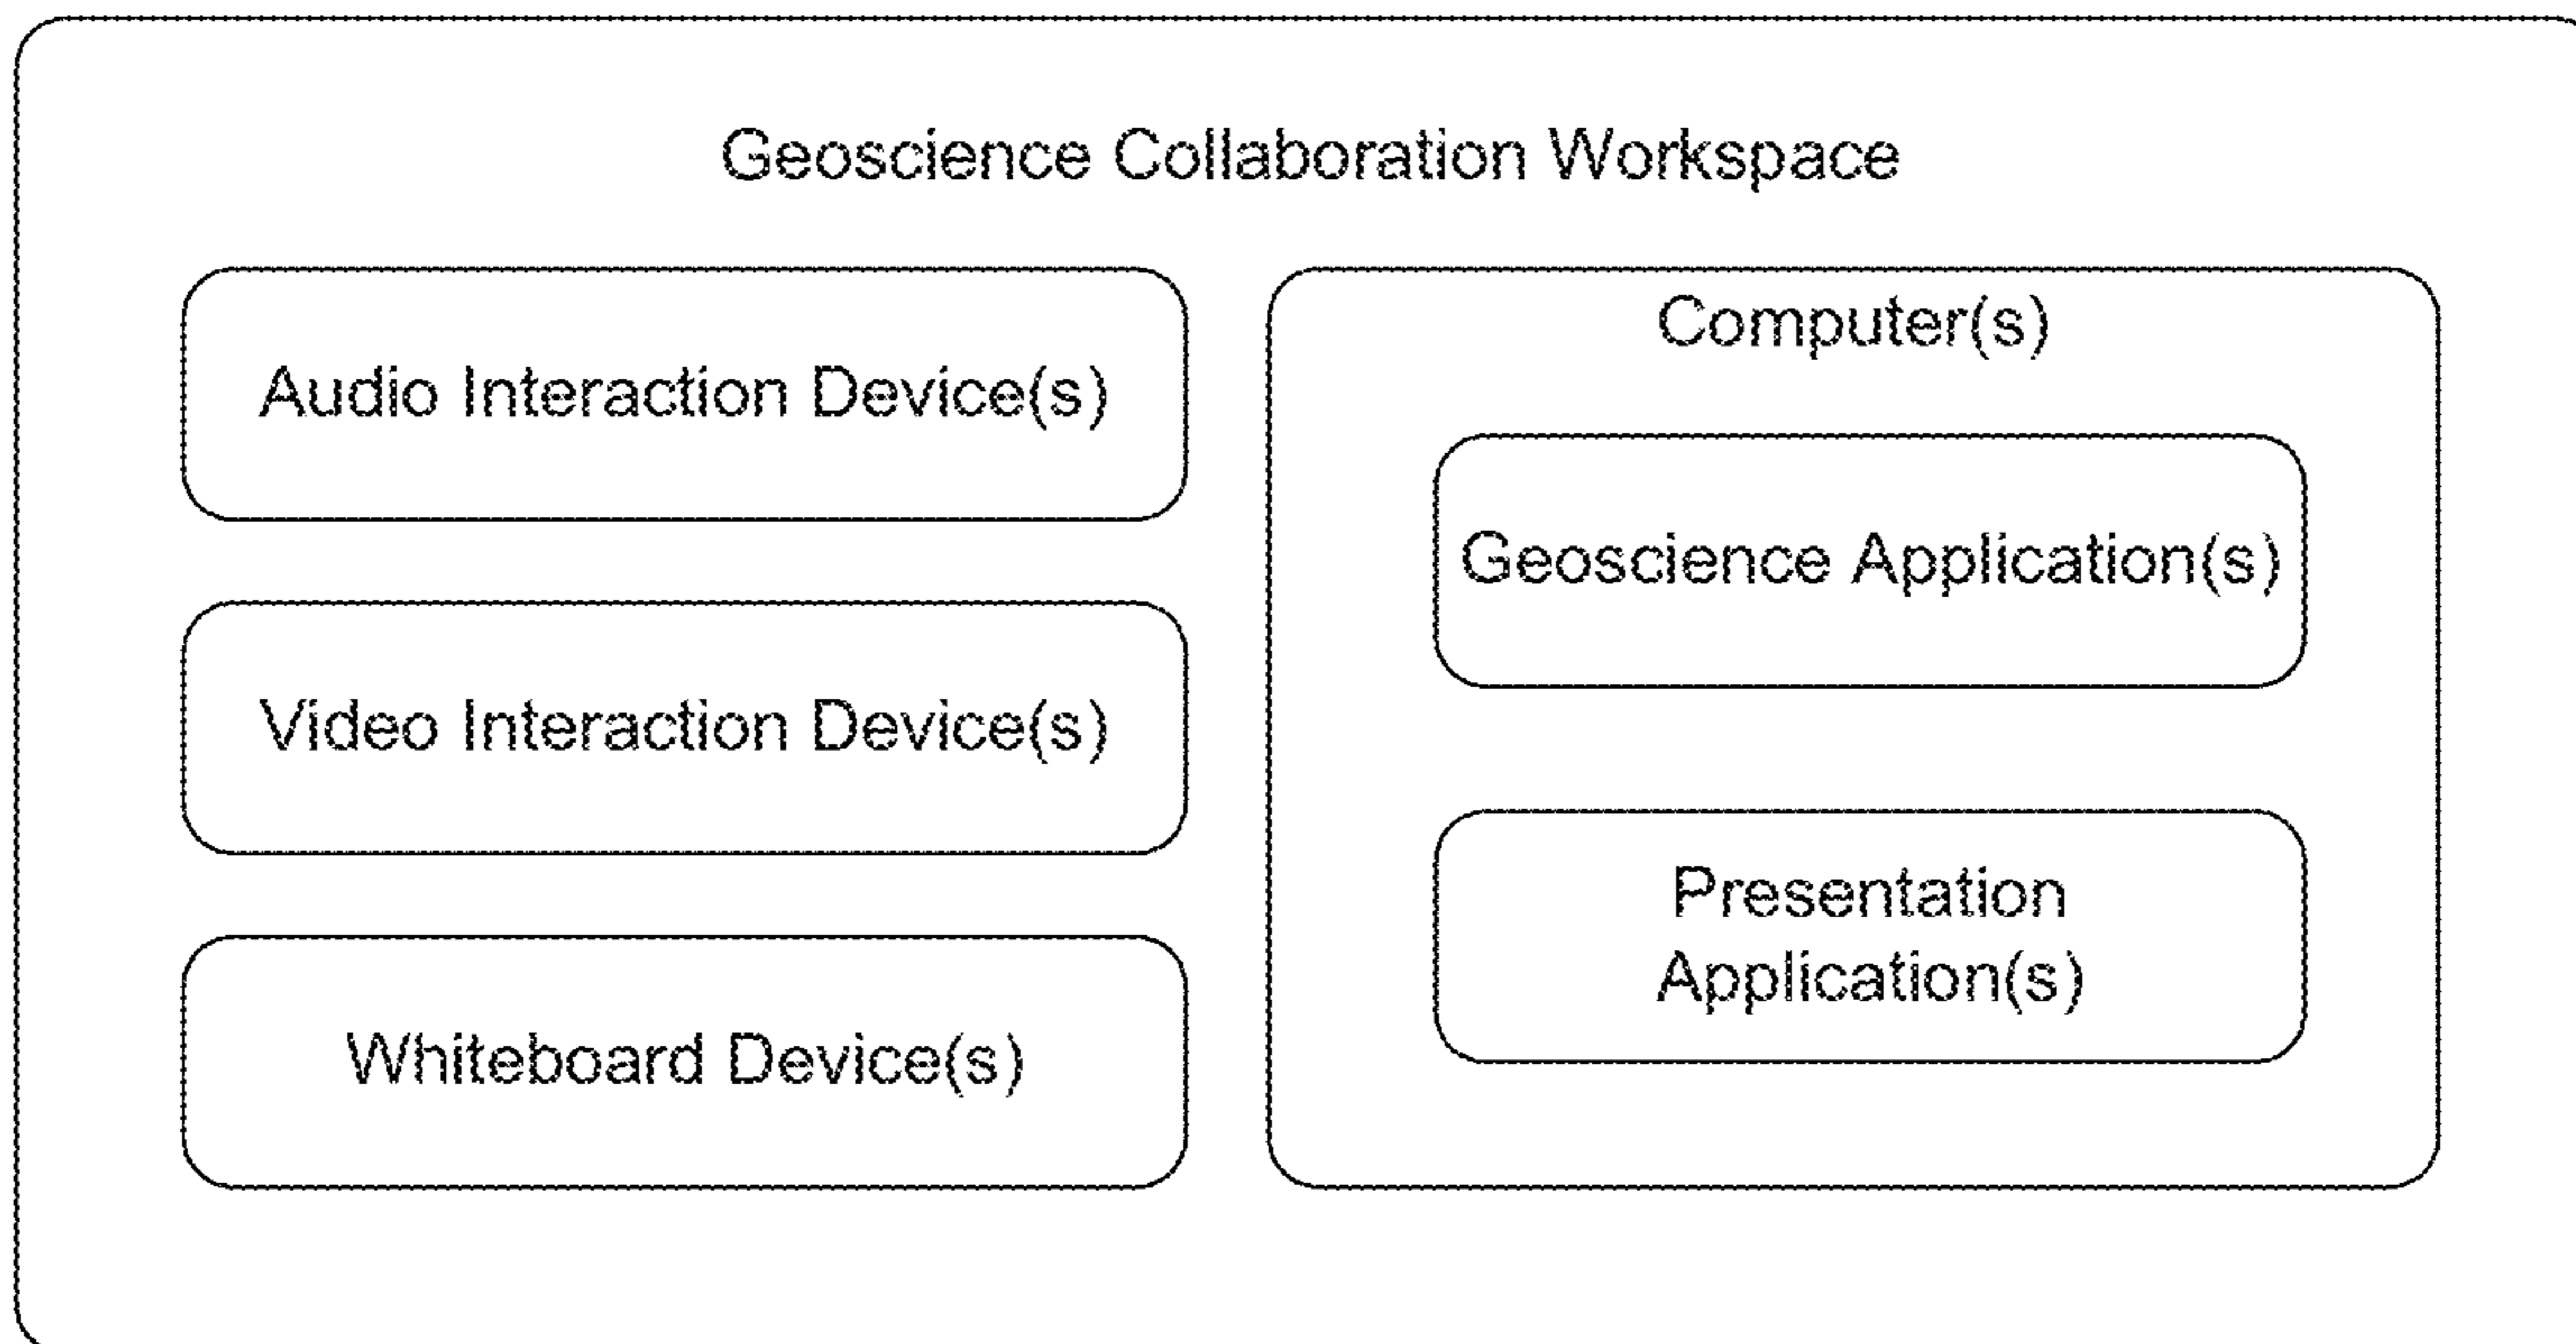 Geoscience Collaboration Workspace
Audio Interaction Device(s)
Video Interaction Device(s)
Whiteboard Device(s)
Computer(s)
Geoscience Application(s)
Presentation
Application(s)